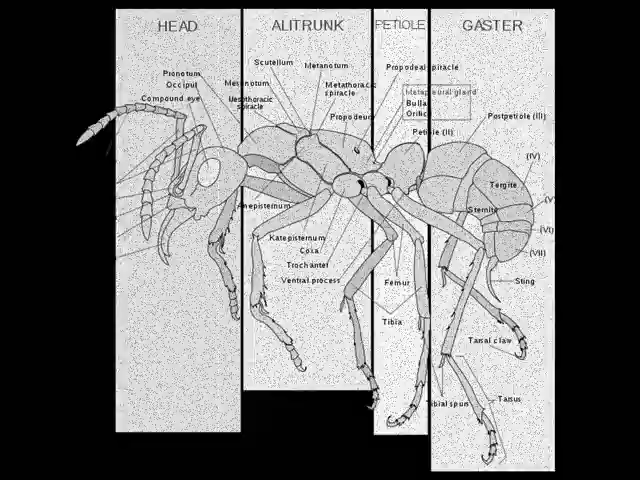 HEAD
ALITRUNK
PETIOLE
GASTER
Scutellum
Metanotum
Propodeal spiracle
Pronotum
Occiput
Compound eye
Mesonotum
Mesothoracic
spiracle
Metathoracic
spiracle
Propodeum
Metapleural gland
Bulla
Orifice
Petiole (II)
Postpetiole (III)
(IV)
Tergite
Sternite
(V)
(VI)
(VII)
Sting
Anepisternum
Katepisternum
Coxa
Trochanter
Ventral process
Femur
Tibia
Tarsal claw
Tibial spur
Tarsus